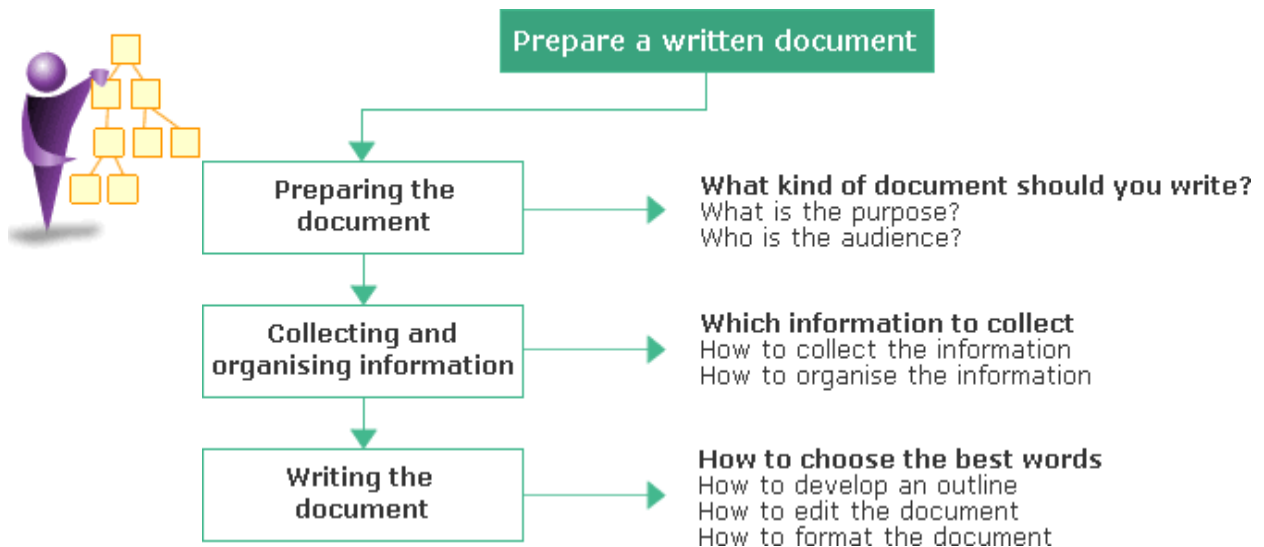 Prepare a written document
Preparing the
document
What kind of document should you write?
What is the purpose?
Who is the audience?
Collecting and
organising information
Which information to collect
How to collect the information
How to organise the information
Writing the
document
How to choose the best words
How to develop an outline
How to edit the document
How to format the document